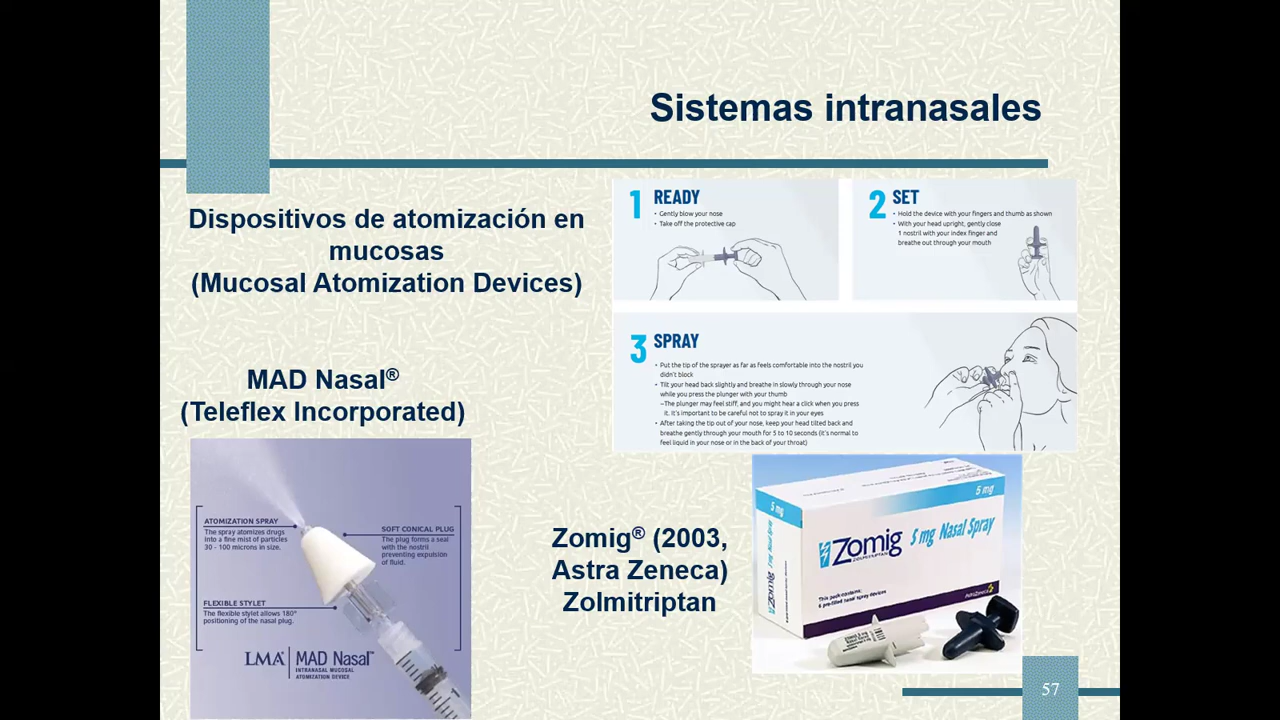 Sistemas intranasales
Dispositivos de atomización en
mucosas
(Mucosal Atomization Devices)
1 READY
• Gently blow your nose
• Take off the protective cap
2 SET
• Hold the device with your fingers and thumb as shown
• With your head upright, gently close
1 nostril with your index finger and
breathe out through your mouth
3 SPRAY
• Put the tip of the sprayer as far as feels comfortable into the nostril you
didn't block
• Tilt your head back slightly and breathe in slowly through your nose
while you press the plunger with your thumb
–The plunger may feel stiff, and you might hear a click when you press
it. It's important to be careful not to spray it in your eyes
• After taking the tip out of your nose, keep your head tilted back and
breathe gently through your mouth for 5 to 10 seconds (it's normal to
feel liquid in your nose or in the back of your throat)
MAD Nasal®
(Teleflex Incorporated)
ATOMIZATION SPRAY
The spray atomizes drugs
into a fine mist of particles
30 - 100 microns in size.
SOFT CONICAL PLUG
The plug forms a seal
with the nostril
preventing expulsion
of fluid.
FLEXIBLE STYLET
The flexible stylet allows 180°
positioning of the nasal plug.
LMA® MAD Nasal™
INTRANASAL MUCOSAL
ATOMIZATION DEVICE
Zomig® (2003,
Astra Zeneca)
Zolmitriptan
5 mg
5 mg
Zomig 5 mg Nasal Spray
ZOLMITRIPTAN
Zomig
This pack contains:
6 pre-filled nasal spray devices
AstraZeneca
57